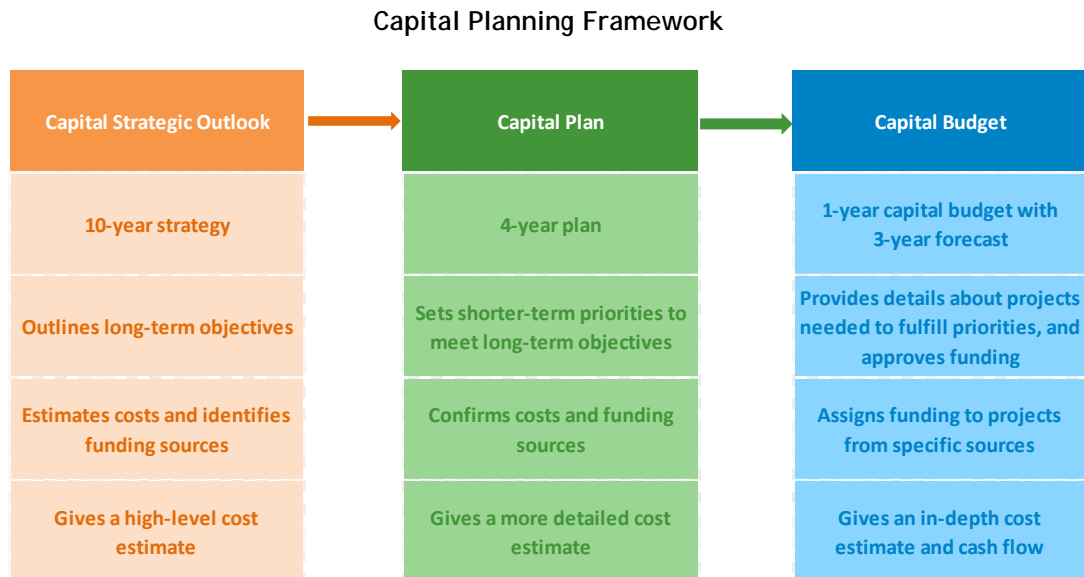 Capital Planning Framework
Capital Strategic Outlook
Capital Plan
Capital Budget
10-year strategy
4-year plan
1-year capital budget with
3-year forecast
Outlines long-term objectives
Sets shorter-term priorities to
meet long-term objectives
Provides details about projects
needed to fulfill priorities, and
approves funding
Estimates costs and identifies
funding sources
Confirms costs and funding
sources
Assigns funding to projects
from specific sources
Gives a high-level cost
estimate
Gives a more detailed cost
estimate
Gives an in-depth cost
estimate and cash flow